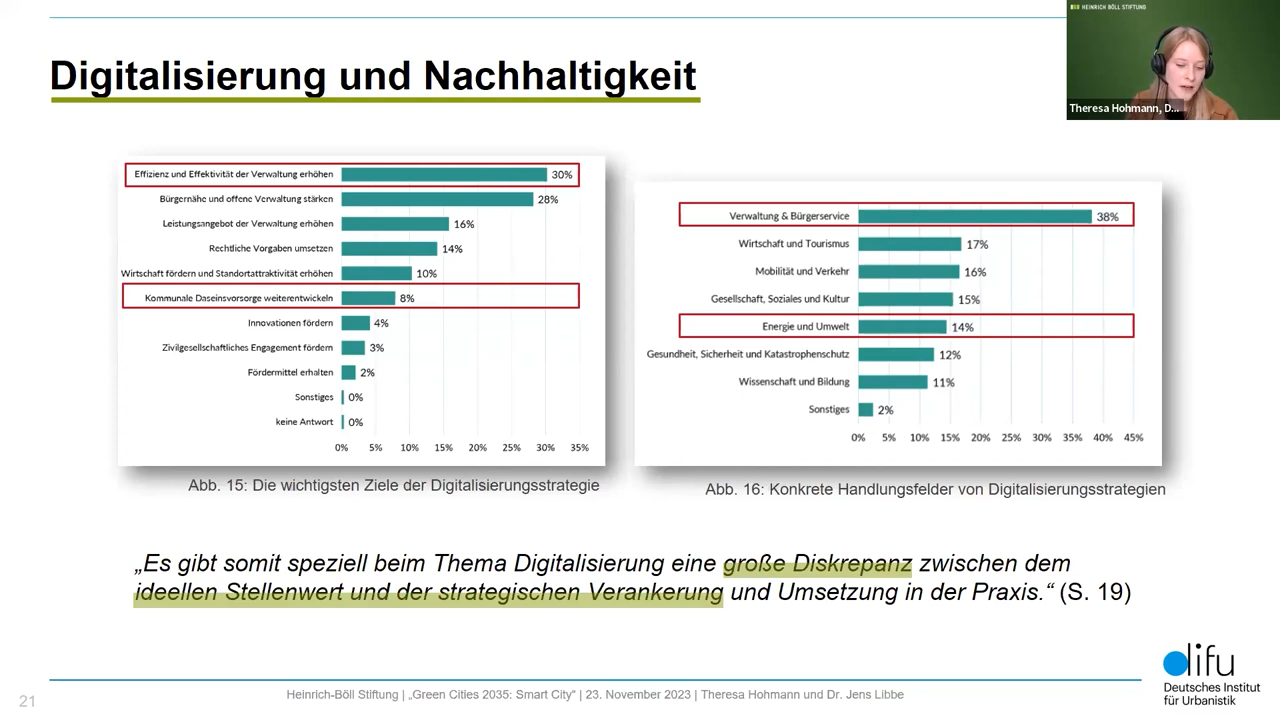 HEINRICH BÖLL STIFTUNG
Theresa Hohmann, D...
Digitalisierung und Nachhaltigkeit
Effizienz und Effektivität der Verwaltung erhöhen 30%
Bürgernähe und offene Verwaltung stärken 28%
Leistungsangebot der Verwaltung erhöhen 16%
Rechtliche Vorgaben umsetzen 14%
Wirtschaft fördern und Standortattraktivität erhöhen 10%
Kommunale Daseinsvorsorge weiterentwickeln 8%
Innovationen fördern 4%
Zivilgesellschaftliches Engagement fördern 3%
Fördermittel erhalten 2%
Sonstiges 0%
keine Antwort 0%
0% 5% 10% 15% 20% 25% 30% 35%
Abb. 15: Die wichtigsten Ziele der Digitalisierungsstrategie
Verwaltung & Bürgerservice 38%
Wirtschaft und Tourismus 17%
Mobilität und Verkehr 16%
Gesellschaft, Soziales und Kultur 15%
Energie und Umwelt 14%
Gesundheit, Sicherheit und Katastrophenschutz 12%
Wissenschaft und Bildung 11%
Sonstiges 2%
0% 5% 10% 15% 20% 25% 30% 35% 40% 45%
Abb. 16: Konkrete Handlungsfelder von Digitalisierungsstrategien
„Es gibt somit speziell beim Thema Digitalisierung eine große Diskrepanz zwischen dem
ideellen Stellenwert und der strategischen Verankerung und Umsetzung in der Praxis.“ (S. 19)
21
Heinrich-Böll Stiftung | „Green Cities 2035: Smart City“ | 23. November 2023 | Theresa Hohmann und Dr. Jens Libbe
difu
Deutsches Institut
für Urbanistik